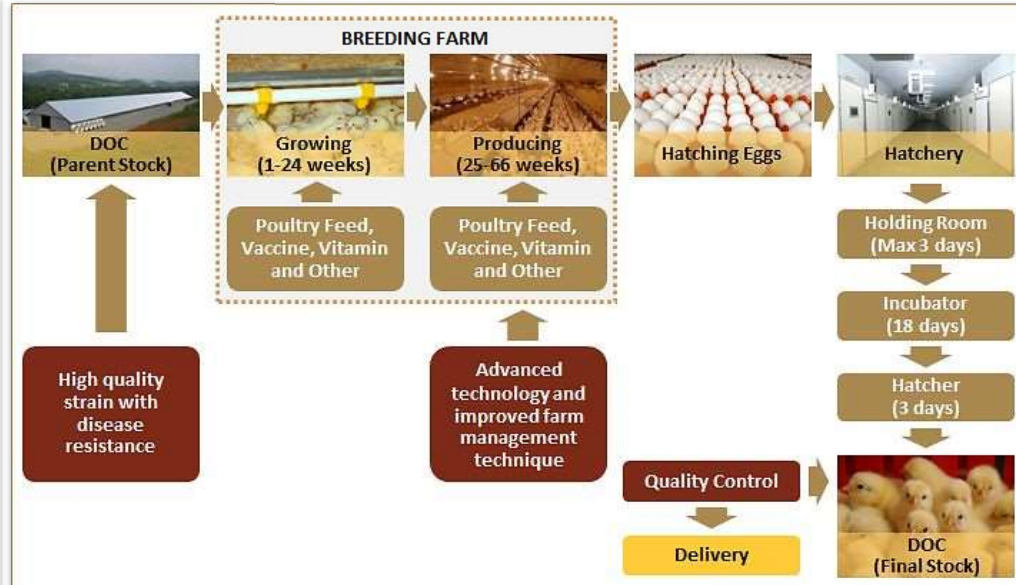 BREEDING FARM
DOC
(Parent Stock)
Growing
(1-24 weeks)
Producing
(25-66 weeks)
Hatching Eggs
Hatchery
Poultry Feed,
Vaccine, Vitamin
and Other
Poultry Feed,
Vaccine, Vitamin
and Other
Holding Room
(Max 3 days)
Incubator
(18 days)
Hatcher
(3 days)
High quality
strain with
disease
resistance
Advanced
technology and
improved farm
management
technique
Quality Control
Delivery
DOC
(Final Stock)